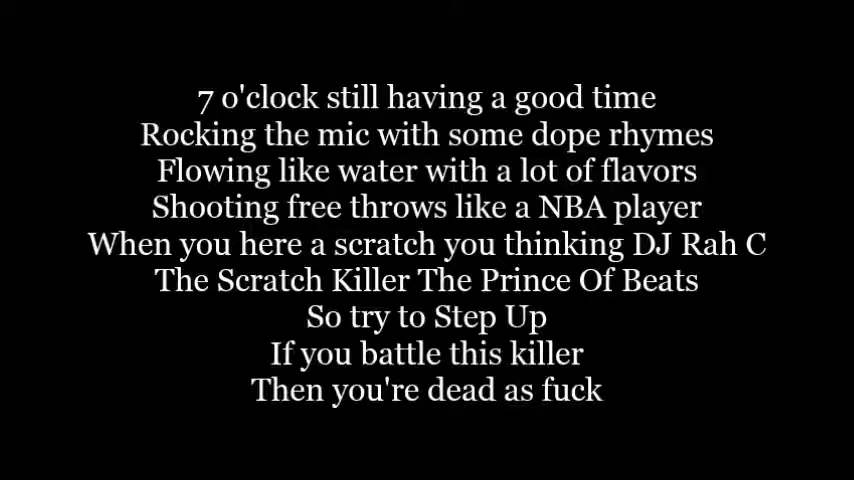 7 o'clock still having a good time
Rocking the mic with some dope rhymes
Flowing like water with a lot of flavors
Shooting free throws like a NBA player
When you here a scratch you thinking DJ Rah C
The Scratch Killer The Prince Of Beats
So try to Step Up
If you battle this killer
Then you're dead as fuck